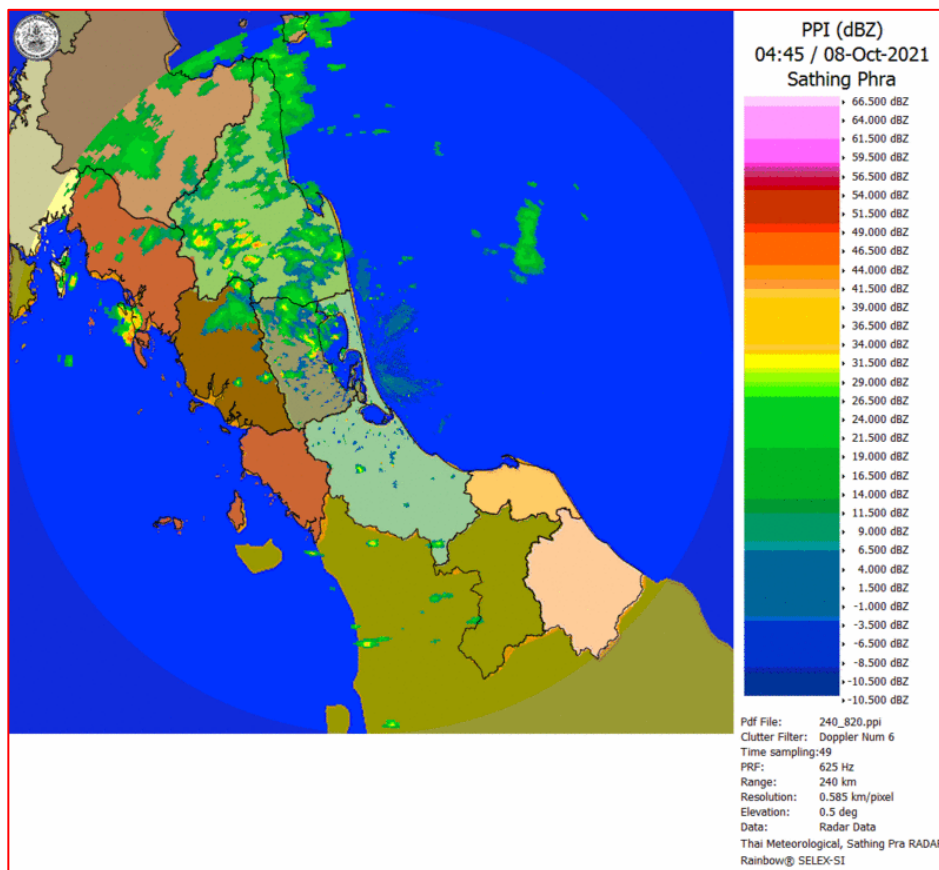 PPI (dBZ)
04:45 / 08-Oct-2021
Sathing Phra
66.500 dBZ
64.000 dBZ
61.500 dBZ
59.500 dBZ
56.500 dBZ
54.000 dBZ
51.500 dBZ
49.000 dBZ
46.500 dBZ
44.000 dBZ
41.500 dBZ
39.000 dBZ
36.500 dBZ
34.000 dBZ
31.500 dBZ
29.000 dBZ
26.500 dBZ
24.000 dBZ
21.500 dBZ
19.000 dBZ
16.500 dBZ
14.000 dBZ
11.500 dBZ
9.000 dBZ
6.500 dBZ
4.000 dBZ
1.500 dBZ
-1.000 dBZ
-3.500 dBZ
-6.500 dBZ
-8.500 dBZ
-10.500 dBZ
-10.500 dBZ
Pdf File: 240_820.ppi
Clutter Filter: Doppler Num 6
Time sampling:49
PRF: 625 Hz
Range: 240 km
Resolution: 0.585 km/pixel
Elevation: 0.5 deg
Data: Radar Data
Thai Meteorological, Sathing Pra RADAR
Rainbow® SELEX-SI